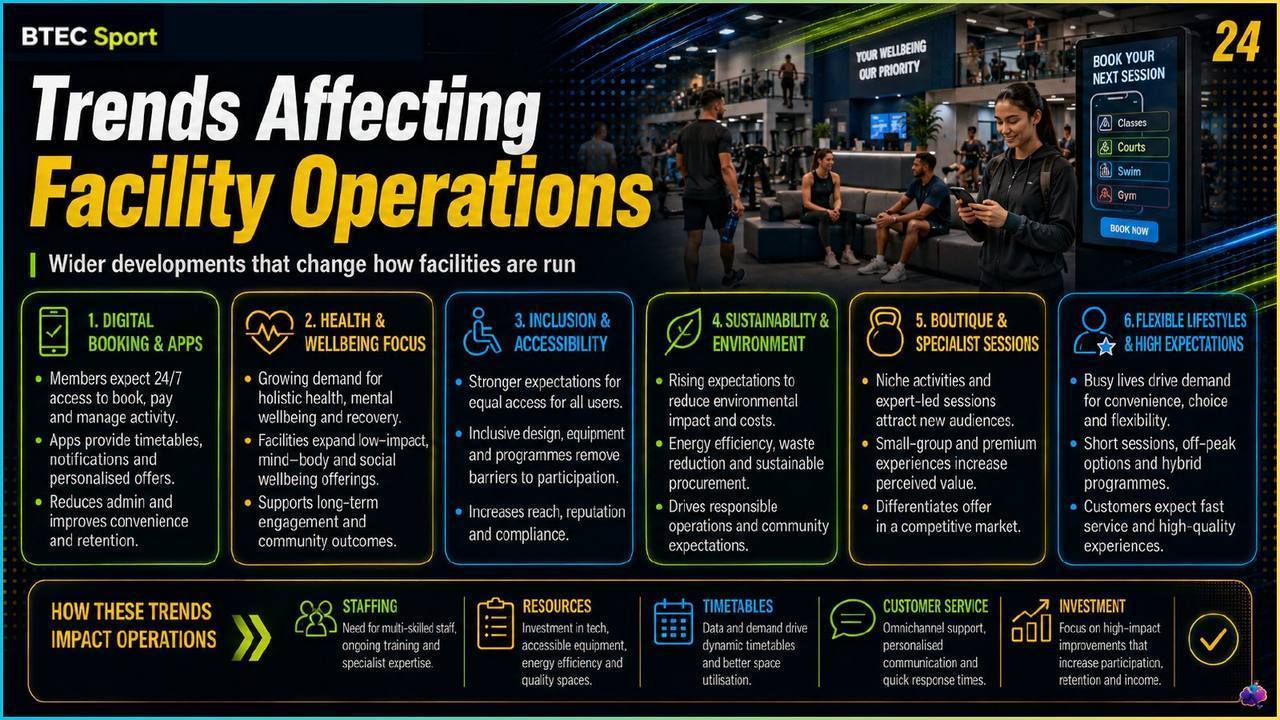 BTEC Sport
24
Trends Affecting
Facility Operations
Wider developments that change how facilities are run
YOUR WELLBEING
OUR PRIORITY
BOOK YOUR
NEXT SESSION
Classes
Courts
Swim
Gym
BOOK NOW
1. DIGITAL
BOOKING & APPS
• Members expect 24/7
access to book, pay
and manage activity.
• Apps provide timetables,
notifications and
personalised offers.
• Reduces admin and
improves convenience
and retention.
2. HEALTH &
WELLBEING FOCUS
• Growing demand for
holistic health, mental
wellbeing and recovery.
• Facilities expand low–impact,
mind–body and social
wellbeing offerings.
• Supports long-term
engagement and
community outcomes.
3. INCLUSION &
ACCESSIBILITY
• Stronger expectations for
equal access for all users.
• Inclusive design, equipment
and programmes remove
barriers to participation.
• Increases reach, reputation
and compliance.
4. SUSTAINABILITY &
ENVIRONMENT
• Rising expectations to
reduce environmental
impact and costs.
• Energy efficiency, waste
reduction and sustainable
procurement.
• Drives responsible
operations and community
expectations.
5. BOUTIQUE &
SPECIALIST SESSIONS
• Niche activities and
expert-led sessions
attract new audiences.
• Small-group and premium
experiences increase
perceived value.
• Differentiates offer
in a competitive market.
6. FLEXIBLE LIFESTYLES
& HIGH EXPECTATIONS
• Busy lives drive demand
for convenience, choice
and flexibility.
• Short sessions, off-peak
options and hybrid
programmes.
• Customers expect fast
service and high-quality
experiences.
HOW THESE TRENDS
IMPACT OPERATIONS
STAFFING
Need for multi-skilled staff,
ongoing training and
specialist expertise.
RESOURCES
Investment in tech,
accessible equipment,
energy efficiency and
quality spaces.
TIMETABLES
Data and demand drive
dynamic timetables
and better space
utilisation.
CUSTOMER SERVICE
Omnichannel support,
personalised
communication and
quick response times.
INVESTMENT
Focus on high-impact
improvements that
increase participation,
retention and income.